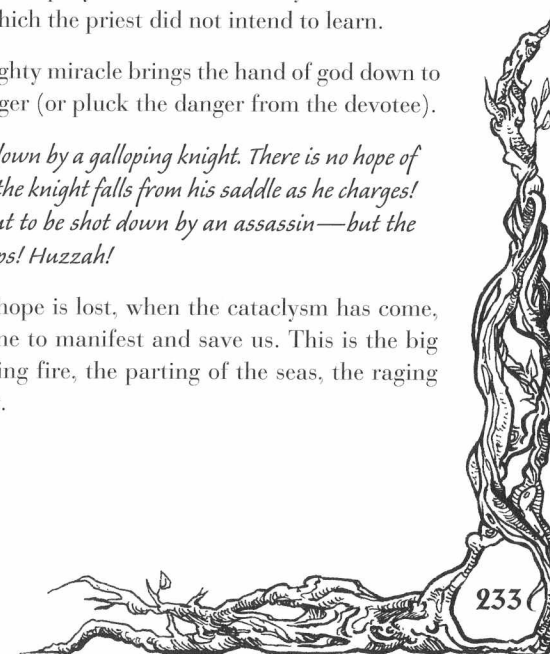 hich the priest did not intend to learn.
ghty miracle brings the hand of god down to
ger (or pluck the danger from the devotee).
down by a galloping knight. There is no hope of
the knight falls from his saddle as he charges!
ut to be shot down by an assassin—but the
ps! Huzzah!
hope is lost, when the cataclysm has come,
ne to manifest and save us. This is the big
ing fire, the parting of the seas, the raging
.
233